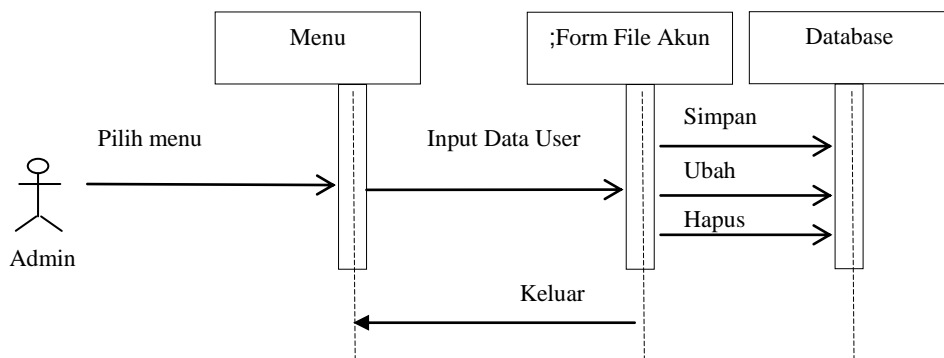 Menu
;Form File Akun
Database
Simpan
Pilih menu
Input Data User
Ubah
Hapus
Admin
Keluar